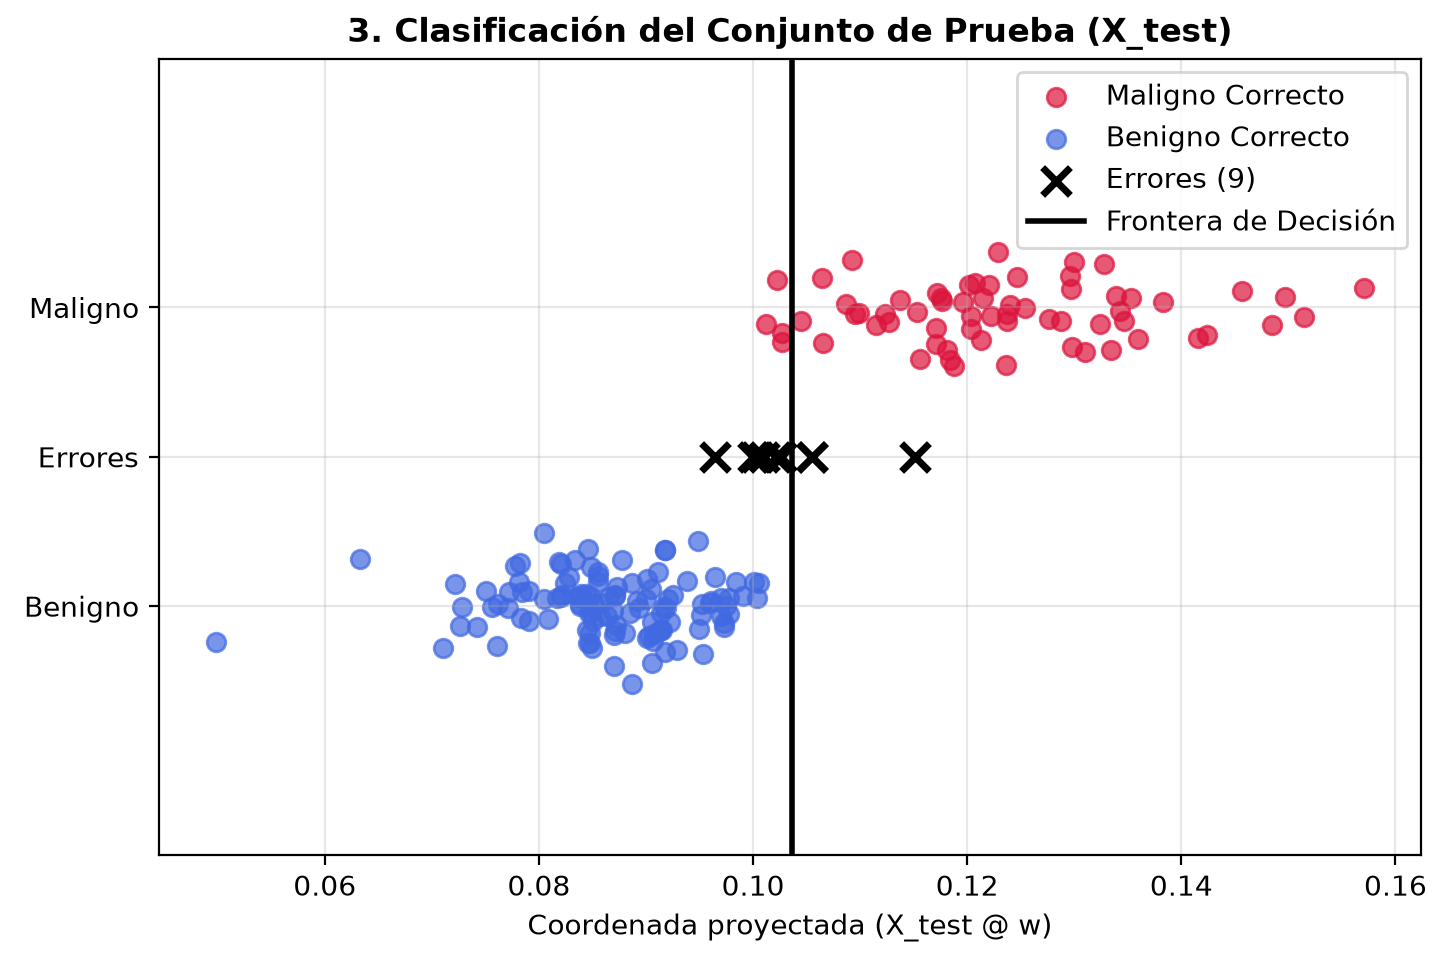 3. Clasificación del Conjunto de Prueba (X_test)
Maligno Correcto
Benigno Correcto
Errores (9)
Frontera de Decisión
Maligno
Errores
Benigno
0.06 0.08 0.10 0.12 0.14 0.16
Coordenada proyectada (X_test @ w)